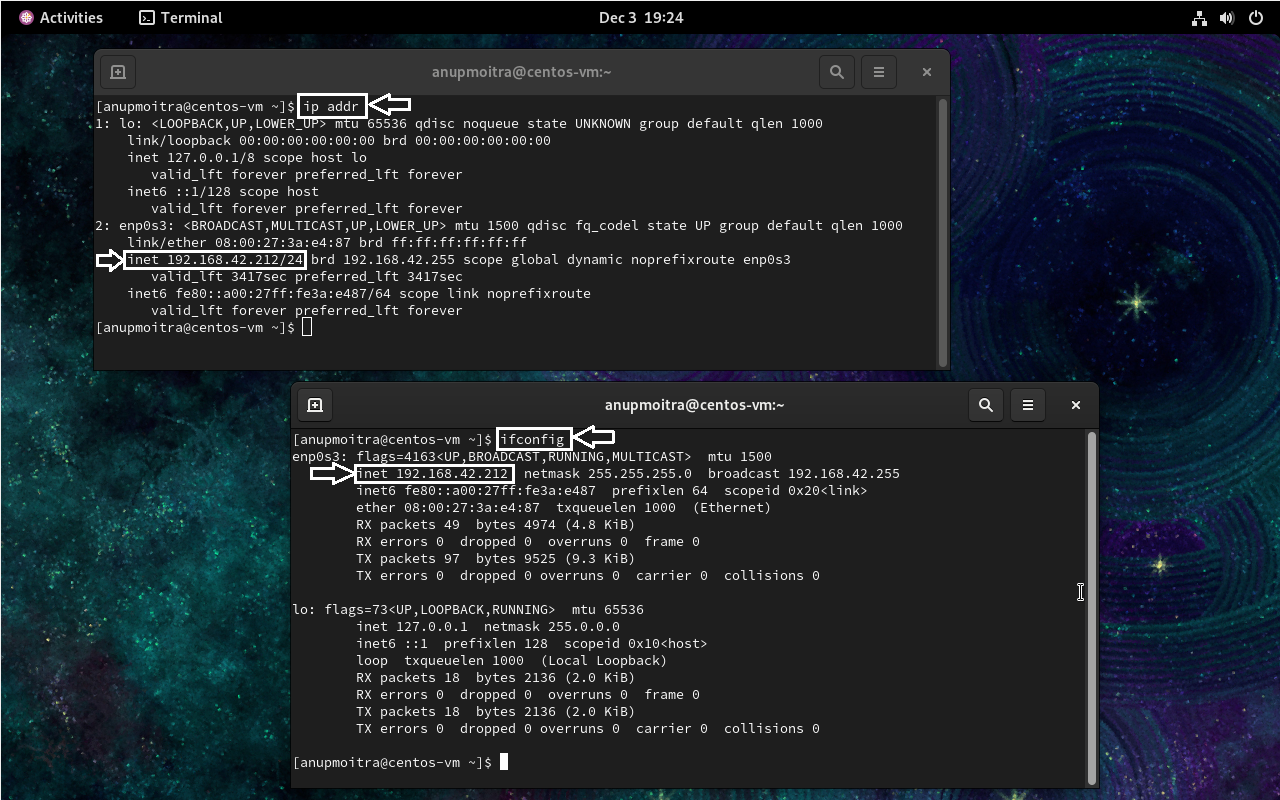 Activities
Terminal
Dec 3 19:24
anupmoitra@centos-vm:~
[anupmoitra@centos-vm ~]$ ip addr
1: lo: <LOOPBACK,UP,LOWER_UP> mtu 65536 qdisc noqueue state UNKNOWN group default qlen 1000
    link/loopback 00:00:00:00:00:00 brd 00:00:00:00:00:00
    inet 127.0.0.1/8 scope host lo
       valid_lft forever preferred_lft forever
    inet6 ::1/128 scope host
       valid_lft forever preferred_lft forever
2: enp0s3: <BROADCAST,MULTICAST,UP,LOWER_UP> mtu 1500 qdisc fq_codel state UP group default qlen 1000
    link/ether 08:00:27:3a:e4:87 brd ff:ff:ff:ff:ff:ff
    inet 192.168.42.212/24 brd 192.168.42.255 scope global dynamic noprefixroute enp0s3
       valid_lft 3417sec preferred_lft 3417sec
    inet6 fe80::a00:27ff:fe3a:e487/64 scope link noprefixroute
       valid_lft forever preferred_lft forever
[anupmoitra@centos-vm ~]$
anupmoitra@centos-vm:~
[anupmoitra@centos-vm ~]$ ifconfig
enp0s3: flags=4163<UP,BROADCAST,RUNNING,MULTICAST>  mtu 1500
        inet 192.168.42.212  netmask 255.255.255.0  broadcast 192.168.42.255
        inet6 fe80::a00:27ff:fe3a:e487  prefixlen 64  scopeid 0x20<link>
        ether 08:00:27:3a:e4:87  txqueuelen 1000  (Ethernet)
        RX packets 49  bytes 4974 (4.8 KiB)
        RX errors 0  dropped 0  overruns 0  frame 0
        TX packets 97  bytes 9525 (9.3 KiB)
        TX errors 0  dropped 0 overruns 0  carrier 0  collisions 0
lo: flags=73<UP,LOOPBACK,RUNNING>  mtu 65536
        inet 127.0.0.1  netmask 255.0.0.0
        inet6 ::1  prefixlen 128  scopeid 0x10<host>
        loop  txqueuelen 1000  (Local Loopback)
        RX packets 18  bytes 2136 (2.0 KiB)
        RX errors 0  dropped 0  overruns 0  frame 0
        TX packets 18  bytes 2136 (2.0 KiB)
        TX errors 0  dropped 0 overruns 0  carrier 0  collisions 0
[anupmoitra@centos-vm ~]$